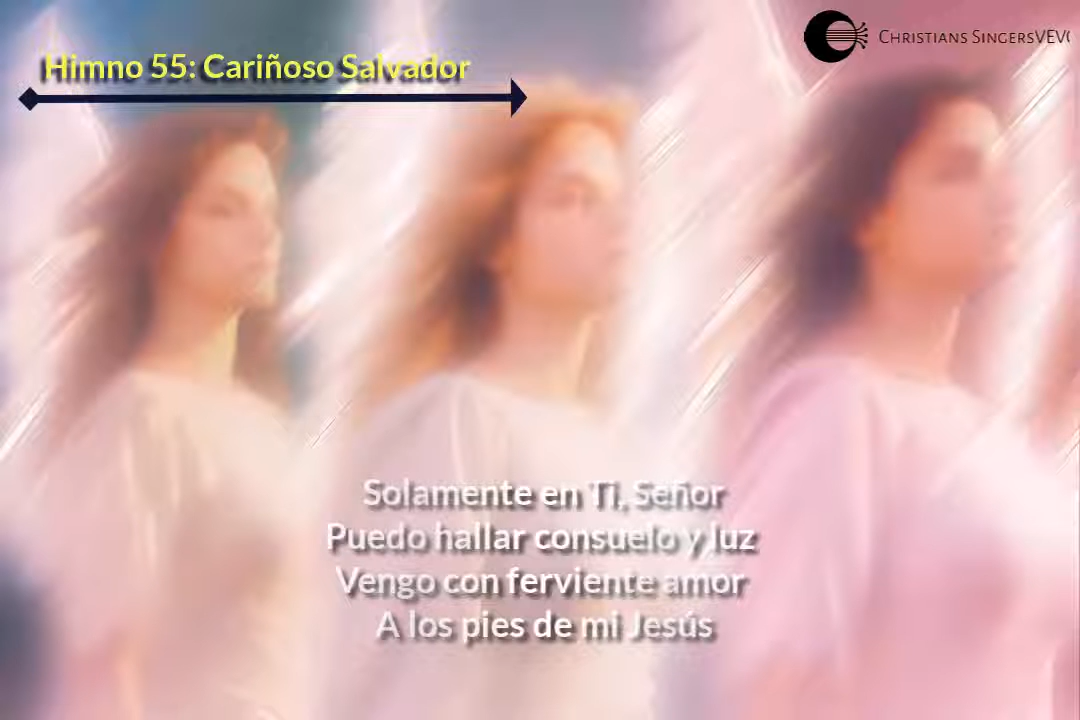 Himno 55: Cariñoso Salvador
CHRISTIANS SINGERSVEV
Solamente en Ti, Señor
Puedo hallar consuelo y luz
Vengo con ferviente amor
A los pies de mi Jesús